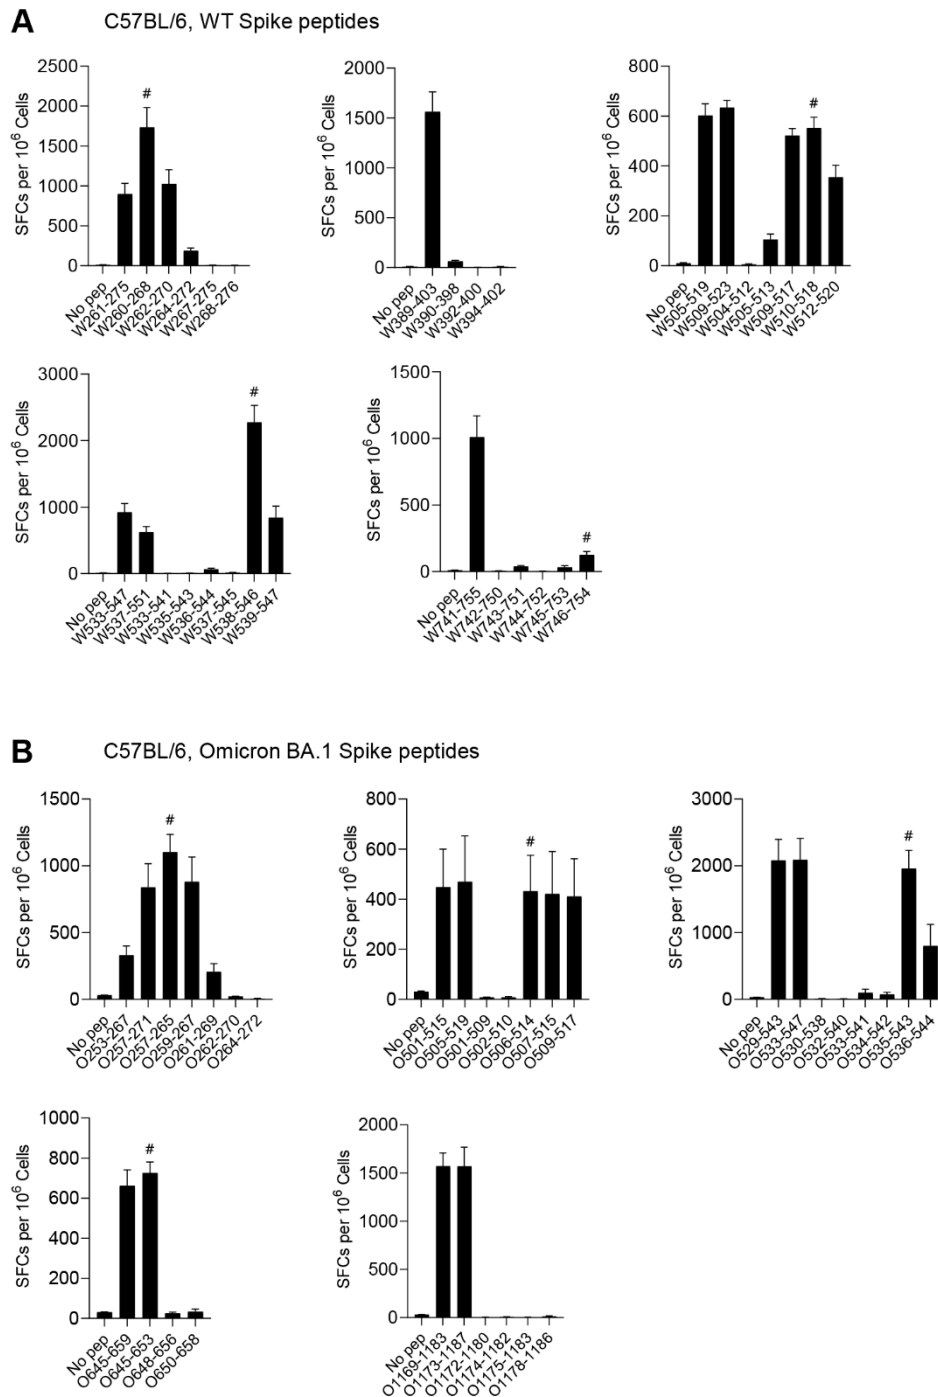 A C57BL/6, WT Spike peptides
SFCs per 10⁶ Cells
2500
2000
1500
1000
500
0
#
No pep
W261-275
W260-268
W262-270
W264-272
W267-275
W268-276
SFCs per 10⁶ Cells
2000
1500
1000
500
0
No pep
W389-403
W390-398
W392-400
W394-402
SFCs per 10⁶ Cells
800
600
400
200
0
#
No pep
W505-519
W509-523
W504-512
W505-513
W509-517
W510-518
W512-520
SFCs per 10⁶ Cells
3000
2000
1000
0
#
No pep
W533-547
W537-551
W533-541
W535-543
W536-544
W537-545
W538-546
W539-547
SFCs per 10⁶ Cells
1500
1000
500
0
#
No pep
W741-755
W742-750
W743-751
W744-752
W745-753
W746-754
B C57BL/6, Omicron BA.1 Spike peptides
SFCs per 10⁶ Cells
1500
1000
500
0
#
No pep
O253-267
O257-271
O257-265
O259-267
O261-269
O262-270
O264-272
SFCs per 10⁶ Cells
800
600
400
200
0
#
No pep
O501-515
O505-519
O501-509
O502-510
O506-514
O507-515
O509-517
SFCs per 10⁶ Cells
3000
2000
1000
0
#
No pep
O529-543
O533-547
O530-538
O532-540
O533-541
O534-542
O535-543
O536-544
SFCs per 10⁶ Cells
1000
800
600
400
200
0
#
No pep
O645-659
O645-653
O648-656
O650-658
SFCs per 10⁶ Cells
2000
1500
1000
500
0
No pep
O1169-1183
O1173-1187
O1172-1180
O1174-1182
O1175-1183
O1178-1186